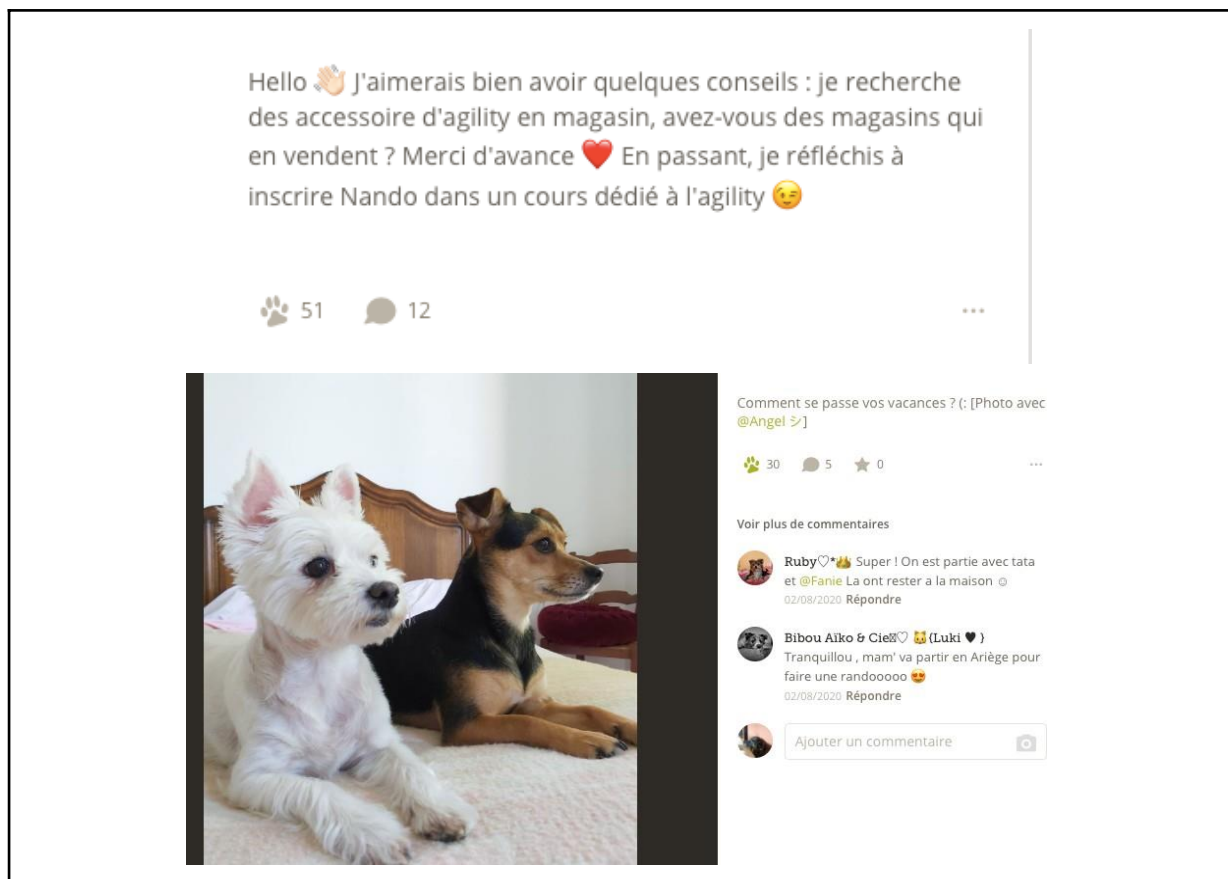 Hello 👋🏻 J'aimerais bien avoir quelques conseils : je recherche
des accessoire d'agility en magasin, avez-vous des magasins qui
en vendent ? Merci d'avance ❤️ En passant, je réfléchis à
inscrire Nando dans un cours dédié à l'agility 😉
51 12
Comment se passe vos vacances ? (: [Photo avec
@Angel シ]
30 5 0
Voir plus de commentaires
Ruby♡*👑 Super ! On est partie avec tata
et @Fanie La ont rester a la maison ☺
02/08/2020 Répondre
Bibou Aïko & Cie♡ 🐱{Luki ♥ }
Tranquillou , mam' va partir en Ariège pour
faire une randooooo 😍
02/08/2020 Répondre
Ajouter un commentaire